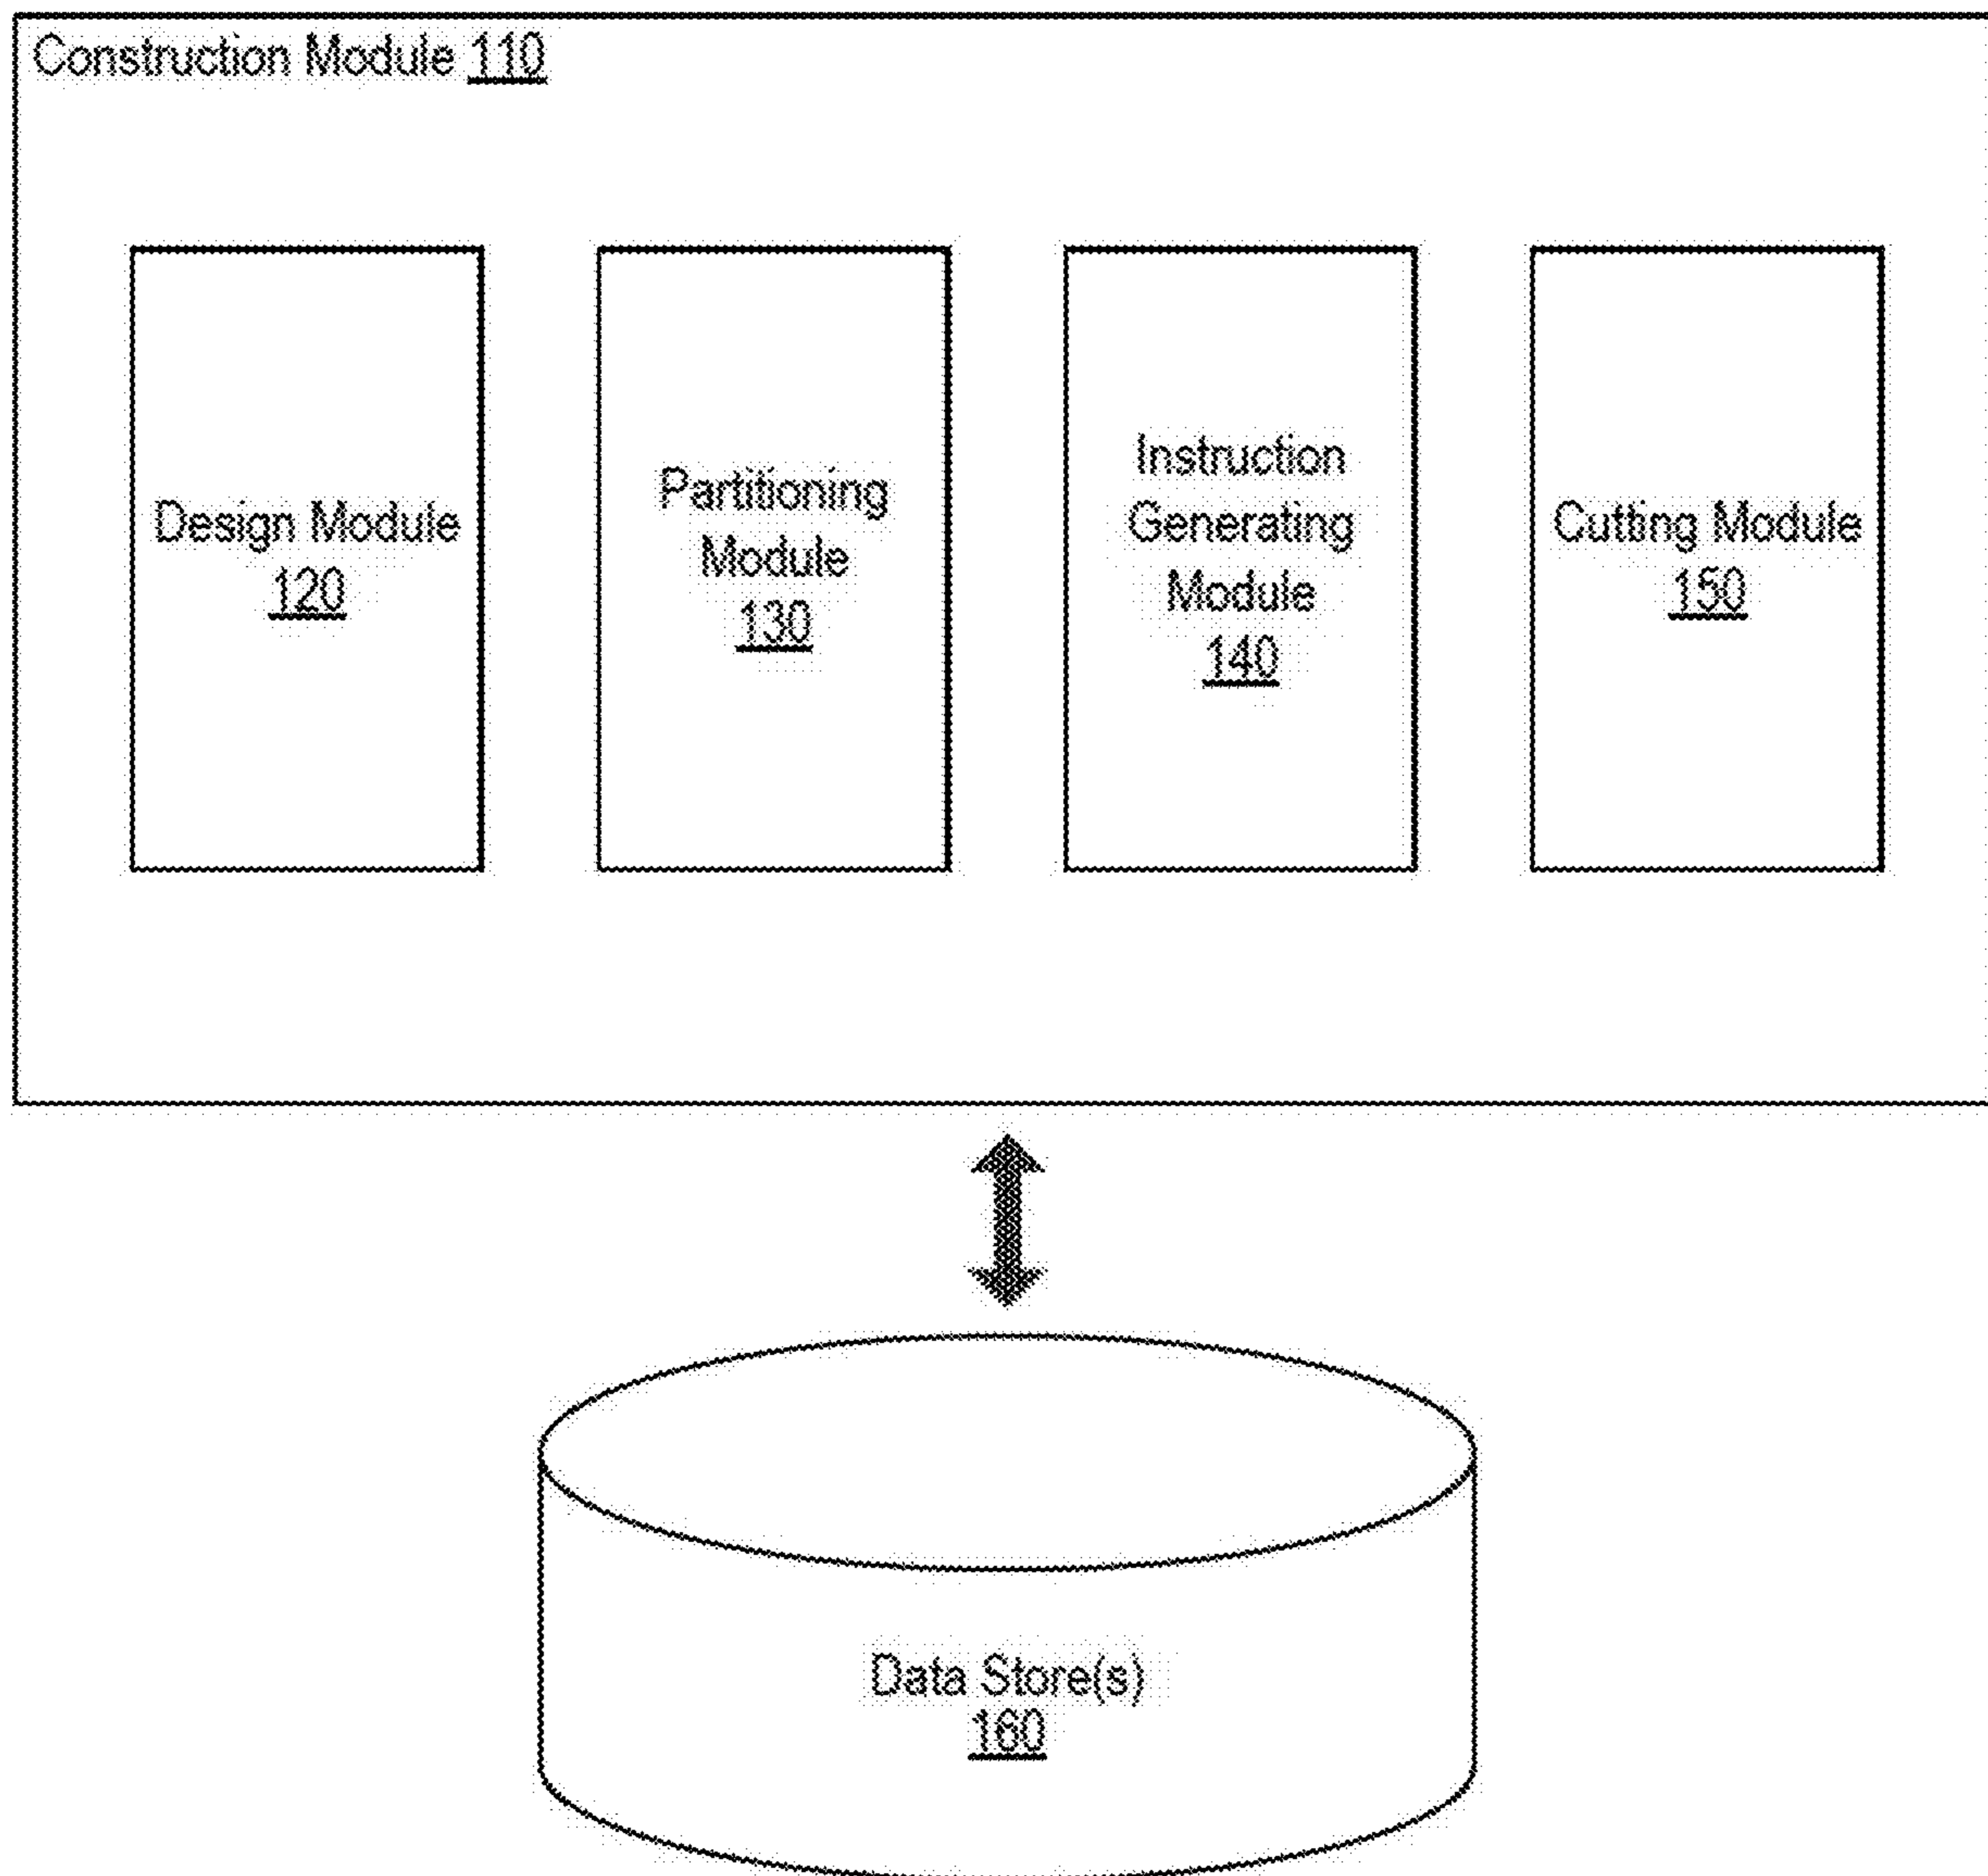 Construction Module 110
Design Module
120
Partitioning
Module
130
Instruction
Generating
Module
140
Cutting Module
150
Data Store(s)
160